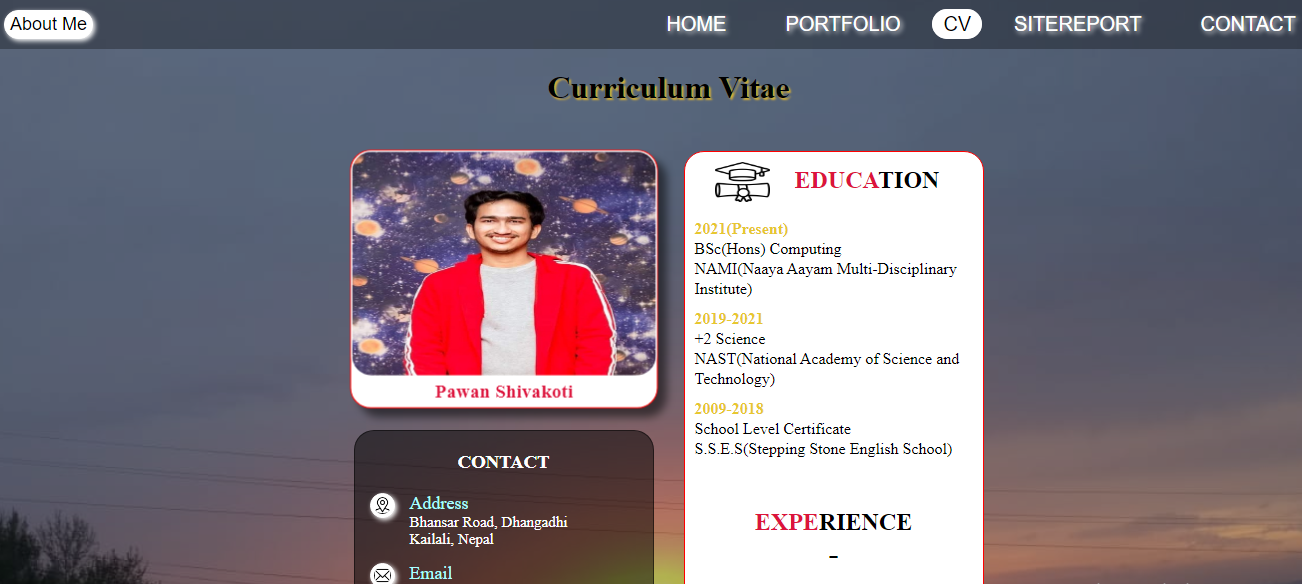 About Me
HOME PORTFOLIO CV SITEREPORT CONTACT
Curriculum Vitae
Pawan Shivakoti
CONTACT
Address
Bhansar Road, Dhangadhi
Kailali, Nepal
Email
EDUCATION
2021(Present)
BSc(Hons) Computing
NAMI(Naaya Aayam Multi-Disciplinary
Institute)
2019-2021
+2 Science
NAST(National Academy of Science and
Technology)
2009-2018
School Level Certificate
S.S.E.S(Stepping Stone English School)
EXPERIENCE
-